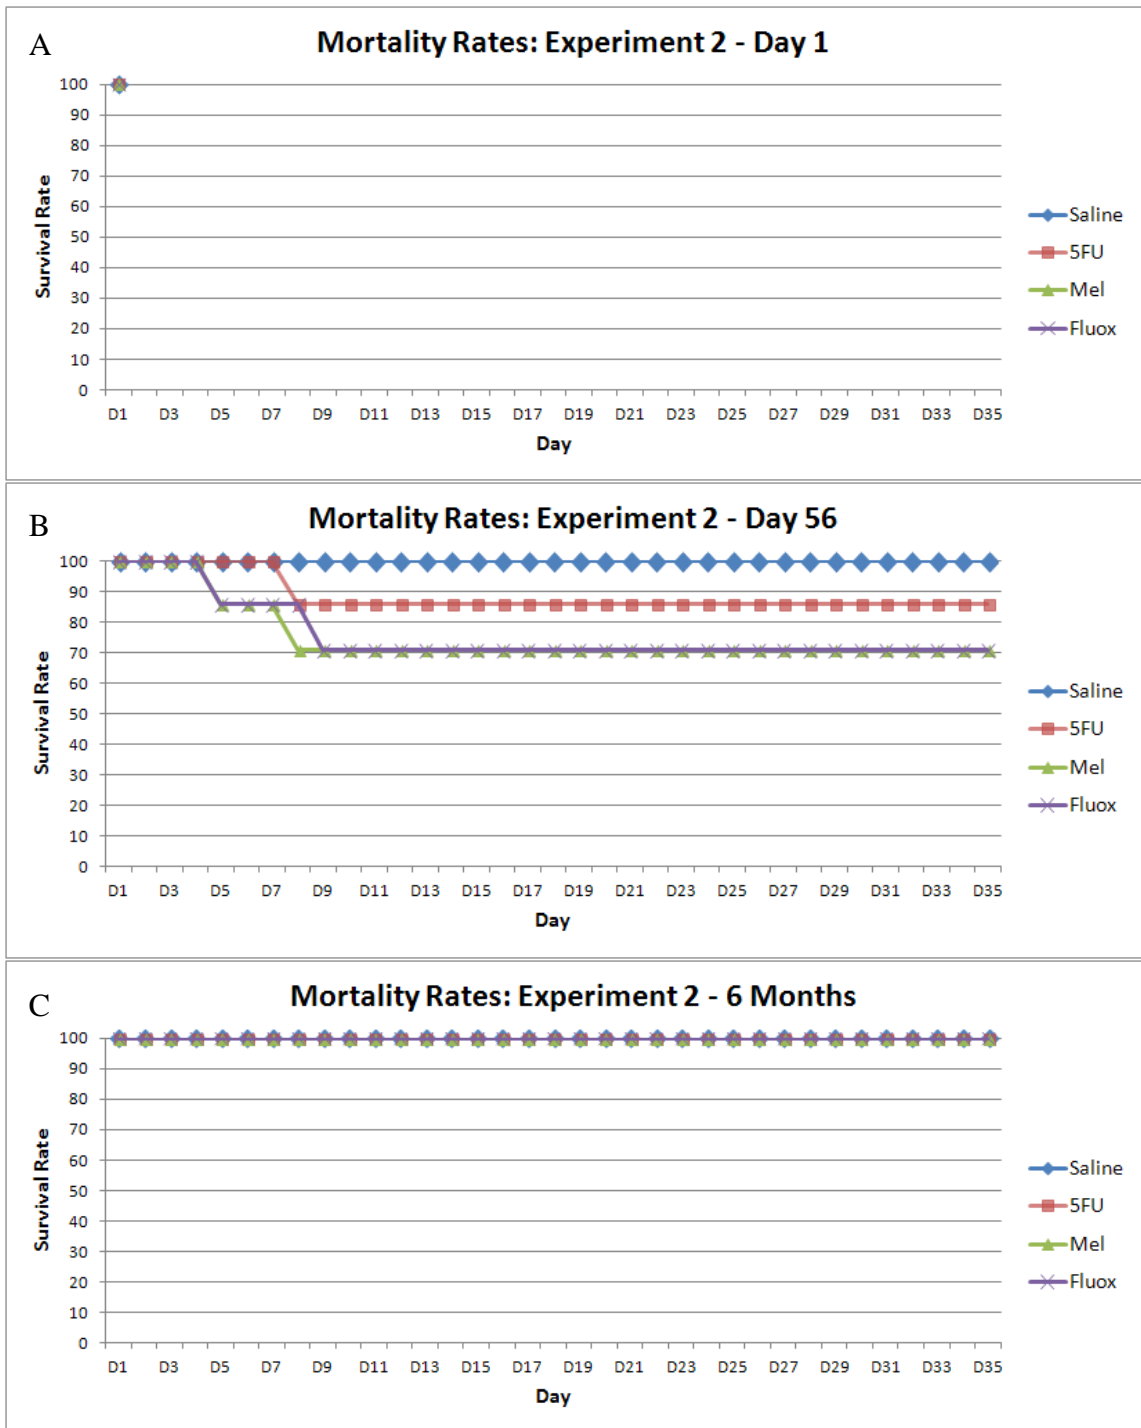 A
Mortality Rates: Experiment 2 - Day 1
Survival Rate
100
90
80
70
60
50
40
30
20
10
0
D1 D3 D5 D7 D9 D11 D13 D15 D17 D19 D21 D23 D25 D27 D29 D31 D33 D35
Day
Saline
5FU
Mel
Fluox
B
Mortality Rates: Experiment 2 - Day 56
Survival Rate
100
90
80
70
60
50
40
30
20
10
0
D1 D3 D5 D7 D9 D11 D13 D15 D17 D19 D21 D23 D25 D27 D29 D31 D33 D35
Day
Saline
5FU
Mel
Fluox
C
Mortality Rates: Experiment 2 - 6 Months
Survival Rate
100
90
80
70
60
50
40
30
20
10
0
D1 D3 D5 D7 D9 D11 D13 D15 D17 D19 D21 D23 D25 D27 D29 D31 D33 D35
Day
Saline
5FU
Mel
Fluox